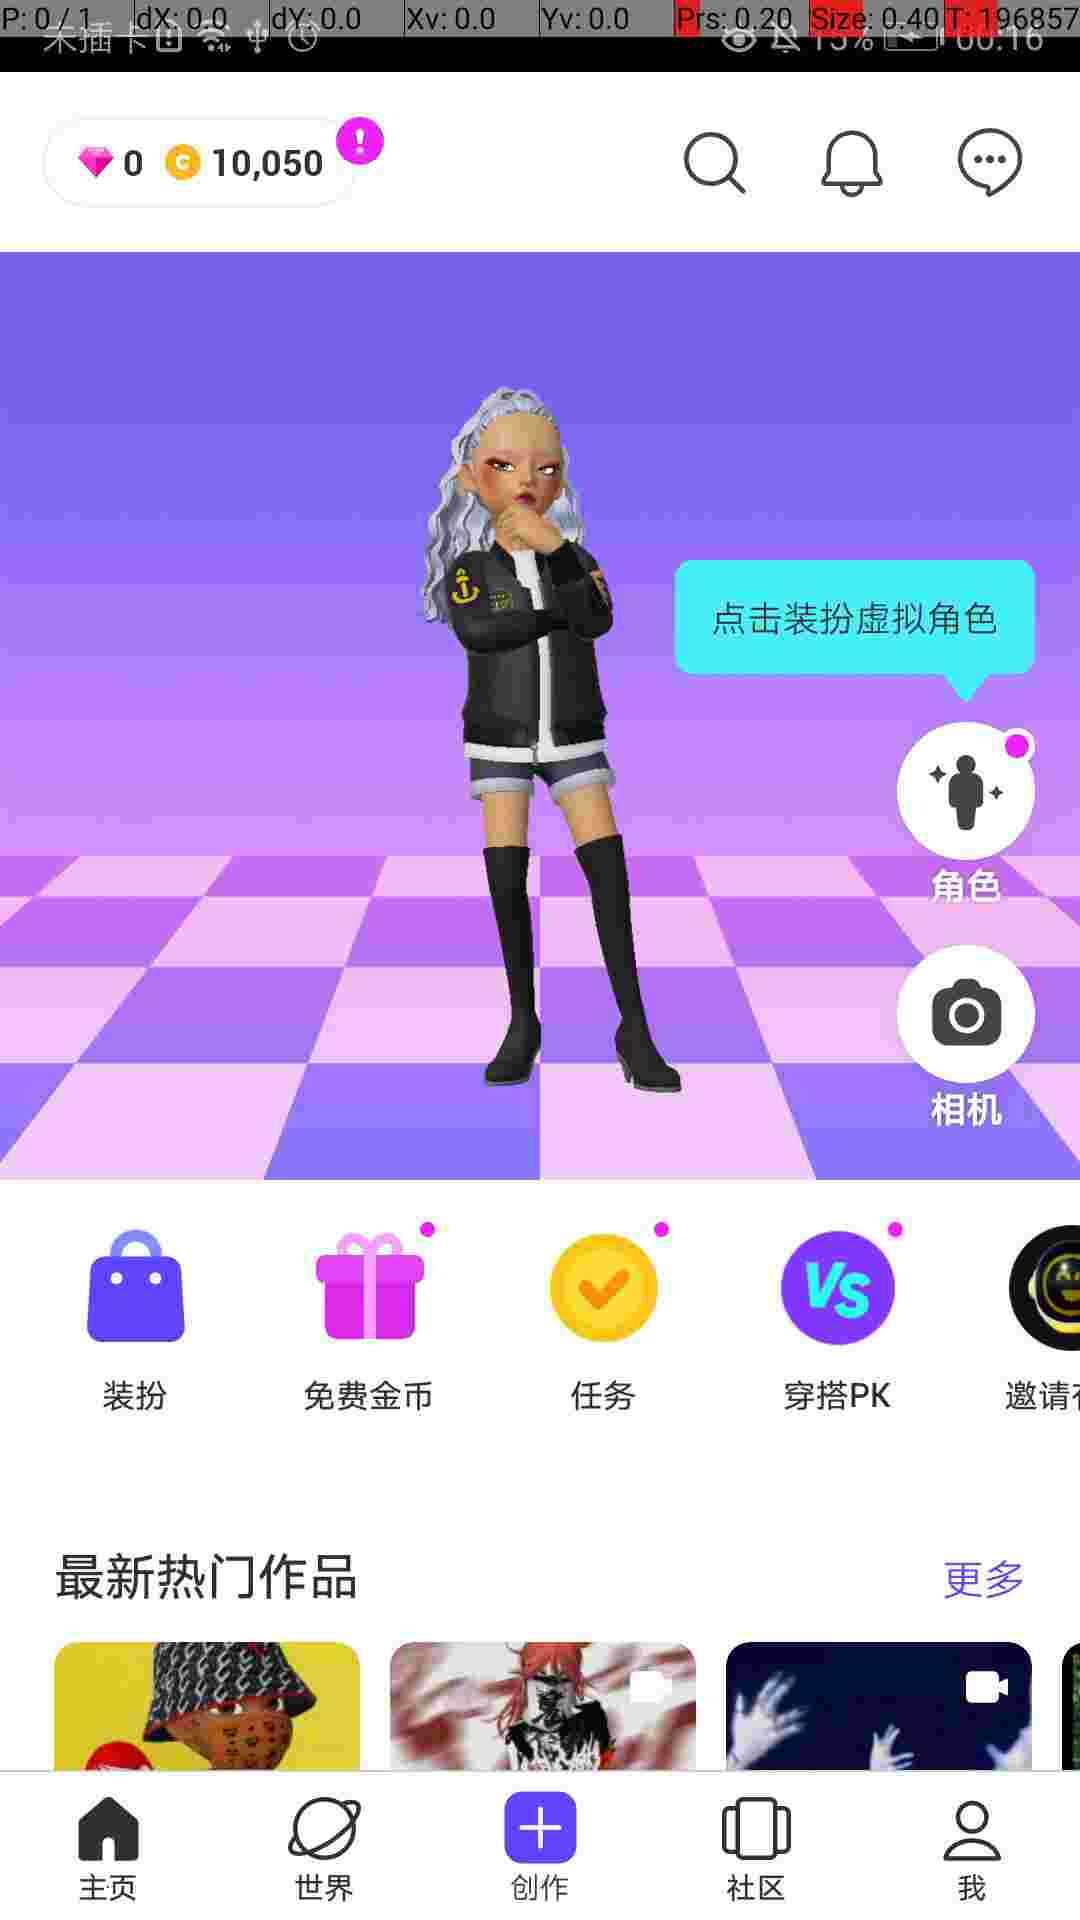 P: 0 / 1 dX: 0.0 dY: 0.0 Xv: 0.0 Yv: 0.0 Prs: 0.20 Size: 0.40 T: 196857
未插卡 13% 00:16
0 10,050
点击装扮虚拟角色
角色
相机
VS
装扮 免费金币 任务 穿搭PK 邀请
最新热门作品 更多
主页 世界 创作 社区 我